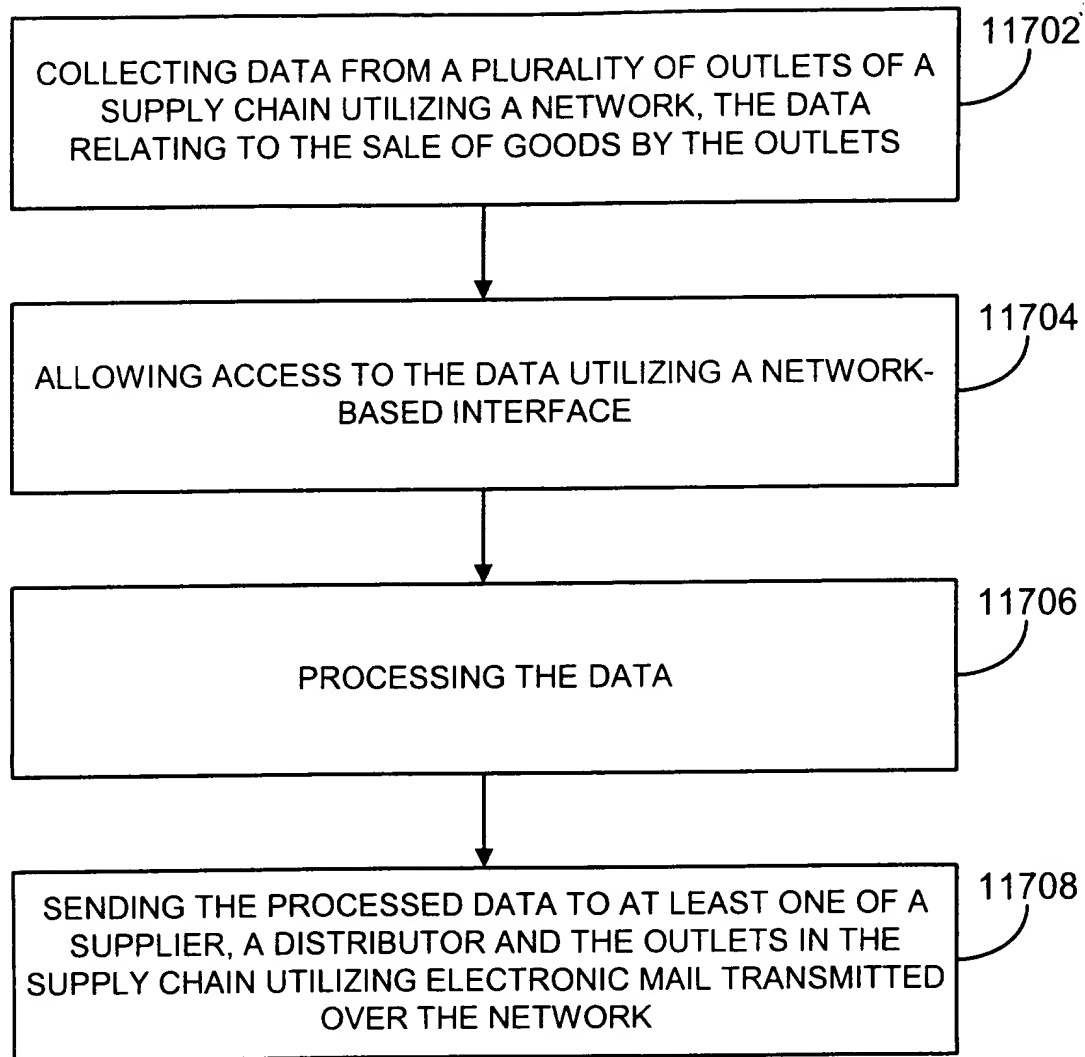 11702
COLLECTING DATA FROM A PLURALITY OF OUTLETS OF A
SUPPLY CHAIN UTILIZING A NETWORK, THE DATA
RELATING TO THE SALE OF GOODS BY THE OUTLETS
11704
ALLOWING ACCESS TO THE DATA UTILIZING A NETWORK-
BASED INTERFACE
11706
PROCESSING THE DATA
11708
SENDING THE PROCESSED DATA TO AT LEAST ONE OF A
SUPPLIER, A DISTRIBUTOR AND THE OUTLETS IN THE
SUPPLY CHAIN UTILIZING ELECTRONIC MAIL TRANSMITTED
OVER THE NETWORK